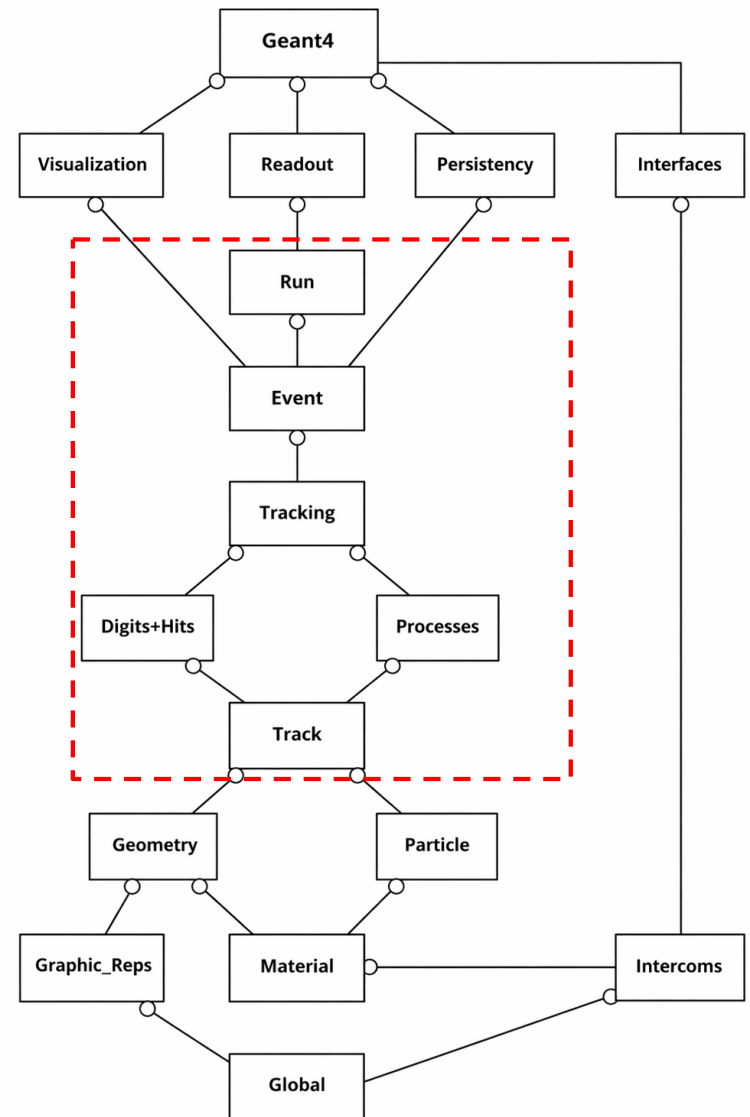 Geant4
Visualization
Readout
Persistency
Interfaces
Run
Event
Tracking
Digits+Hits
Processes
Track
Geometry
Particle
Graphic_Reps
Material
Intercoms
Global